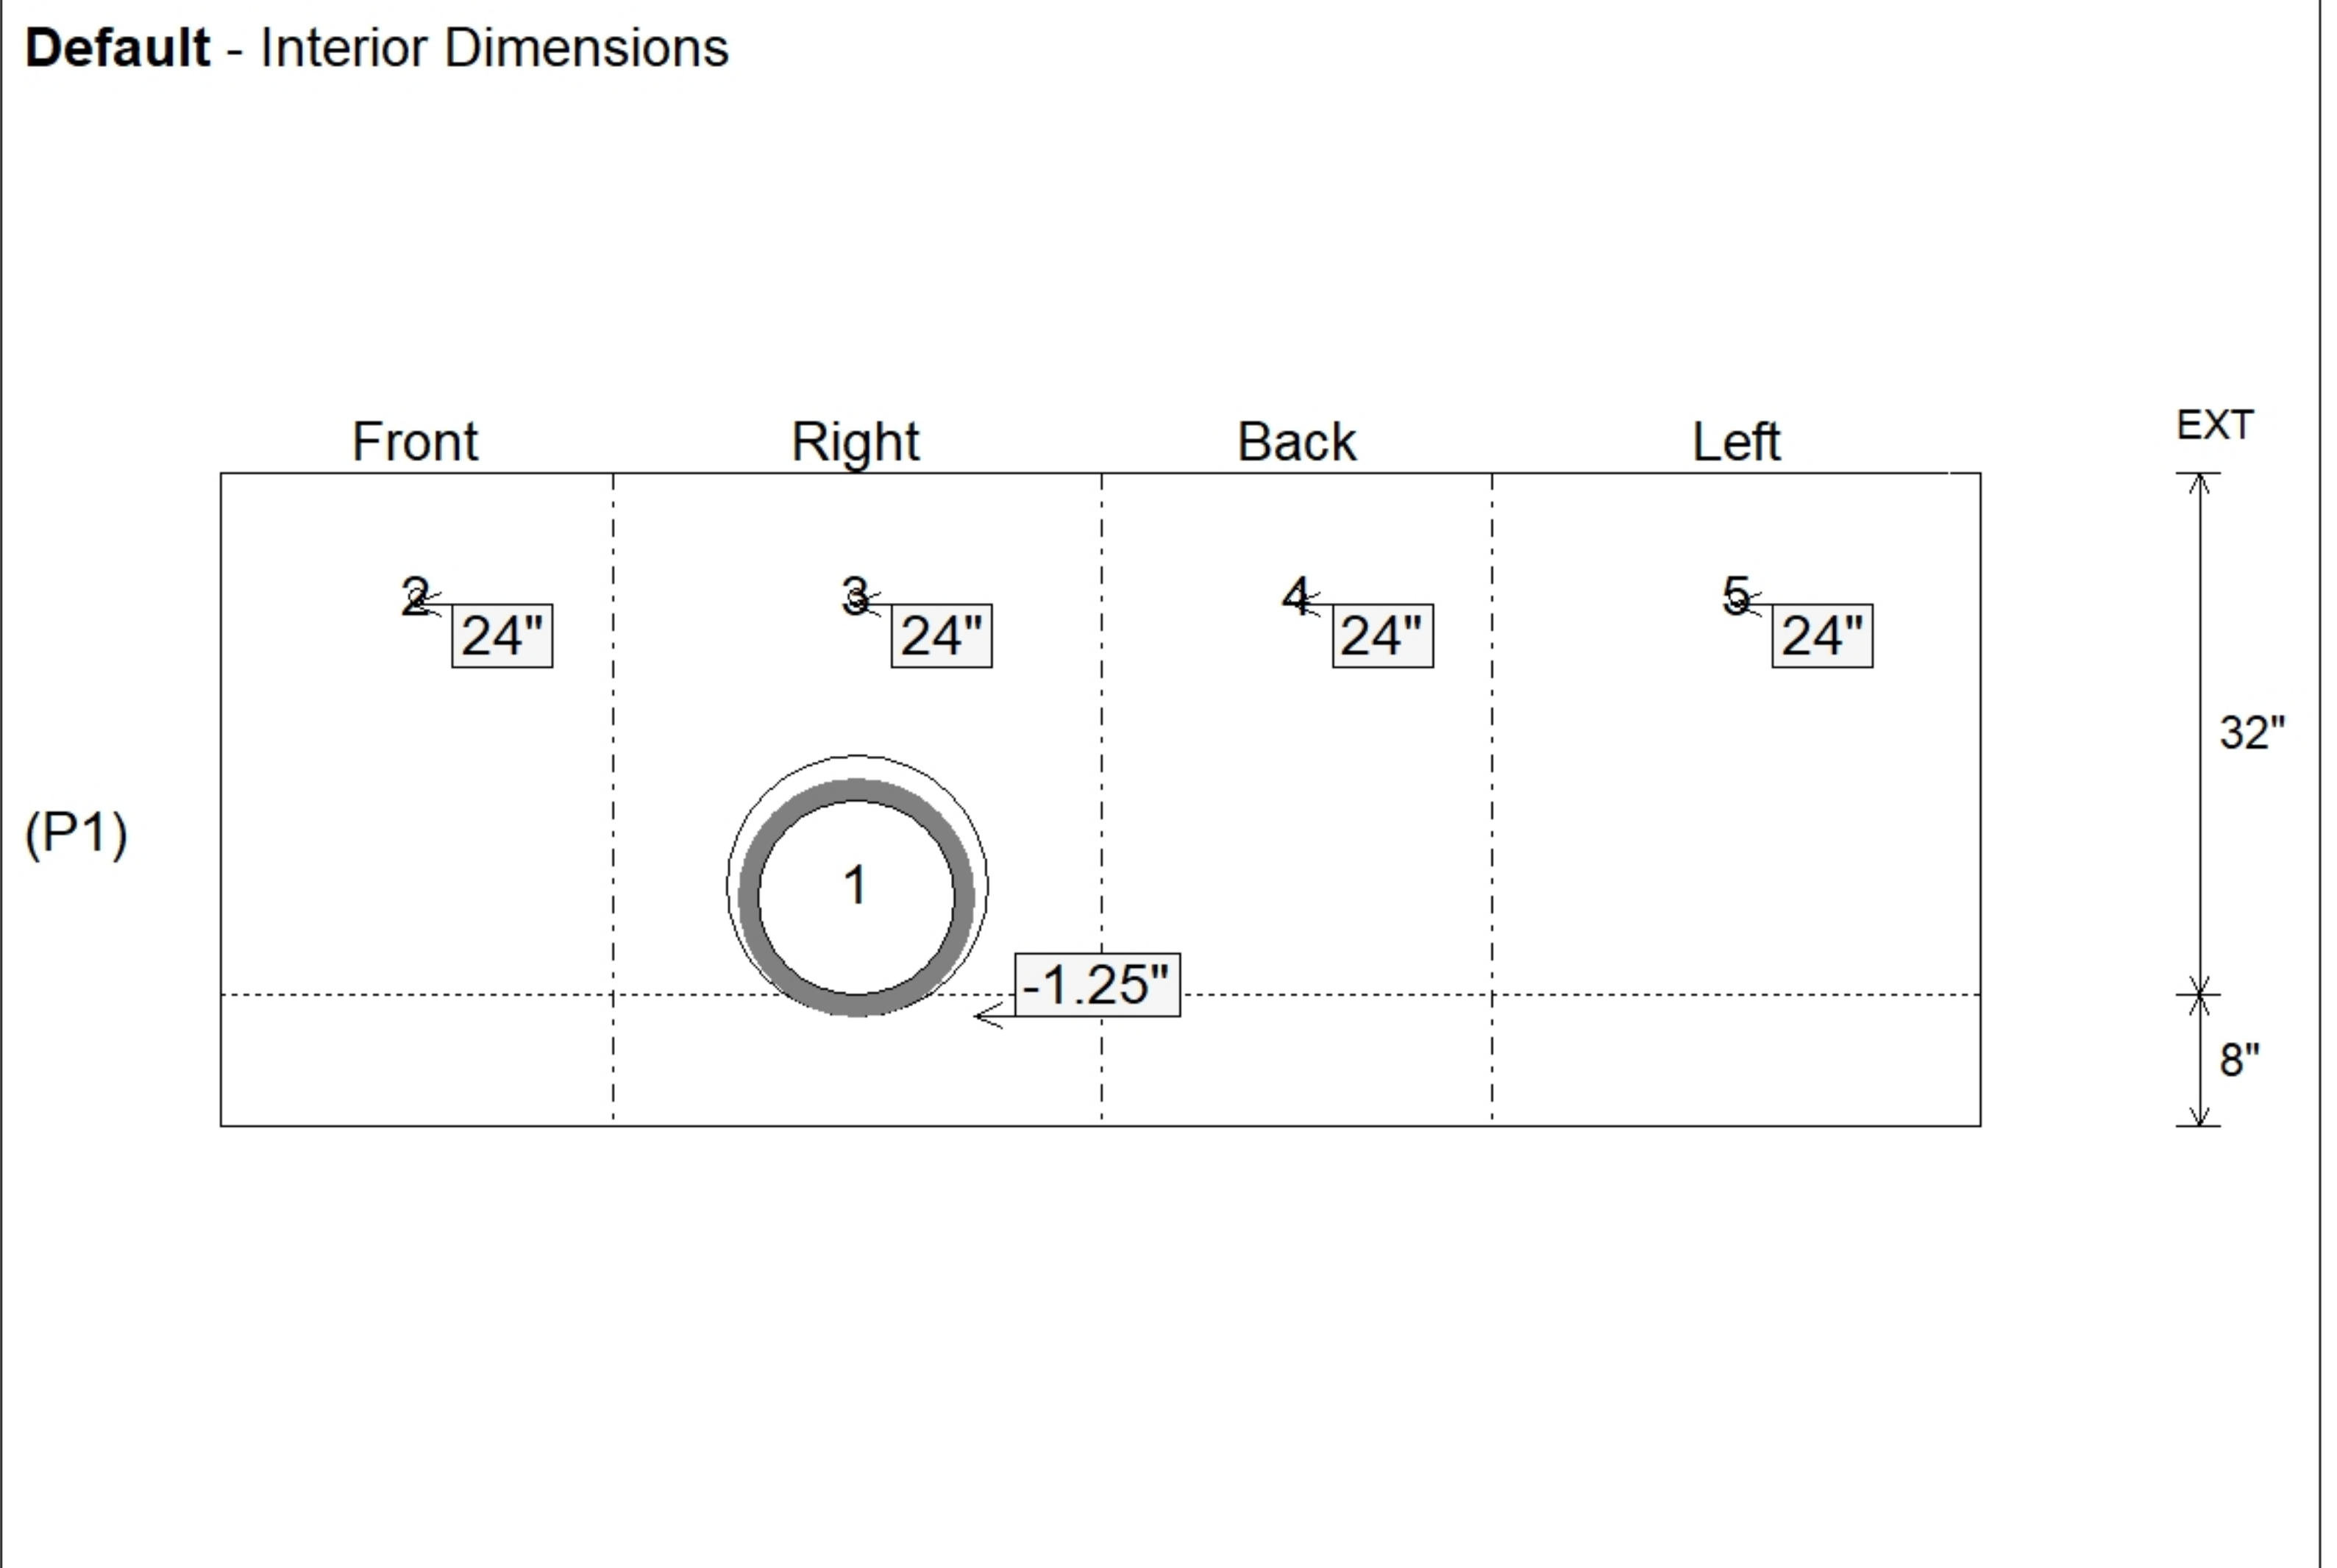 Default - Interior Dimensions
EXT
Front Right Back Left
2 3 4 5
24" 24" 24" 24"
32"
(P1)
1
-1.25"
8"